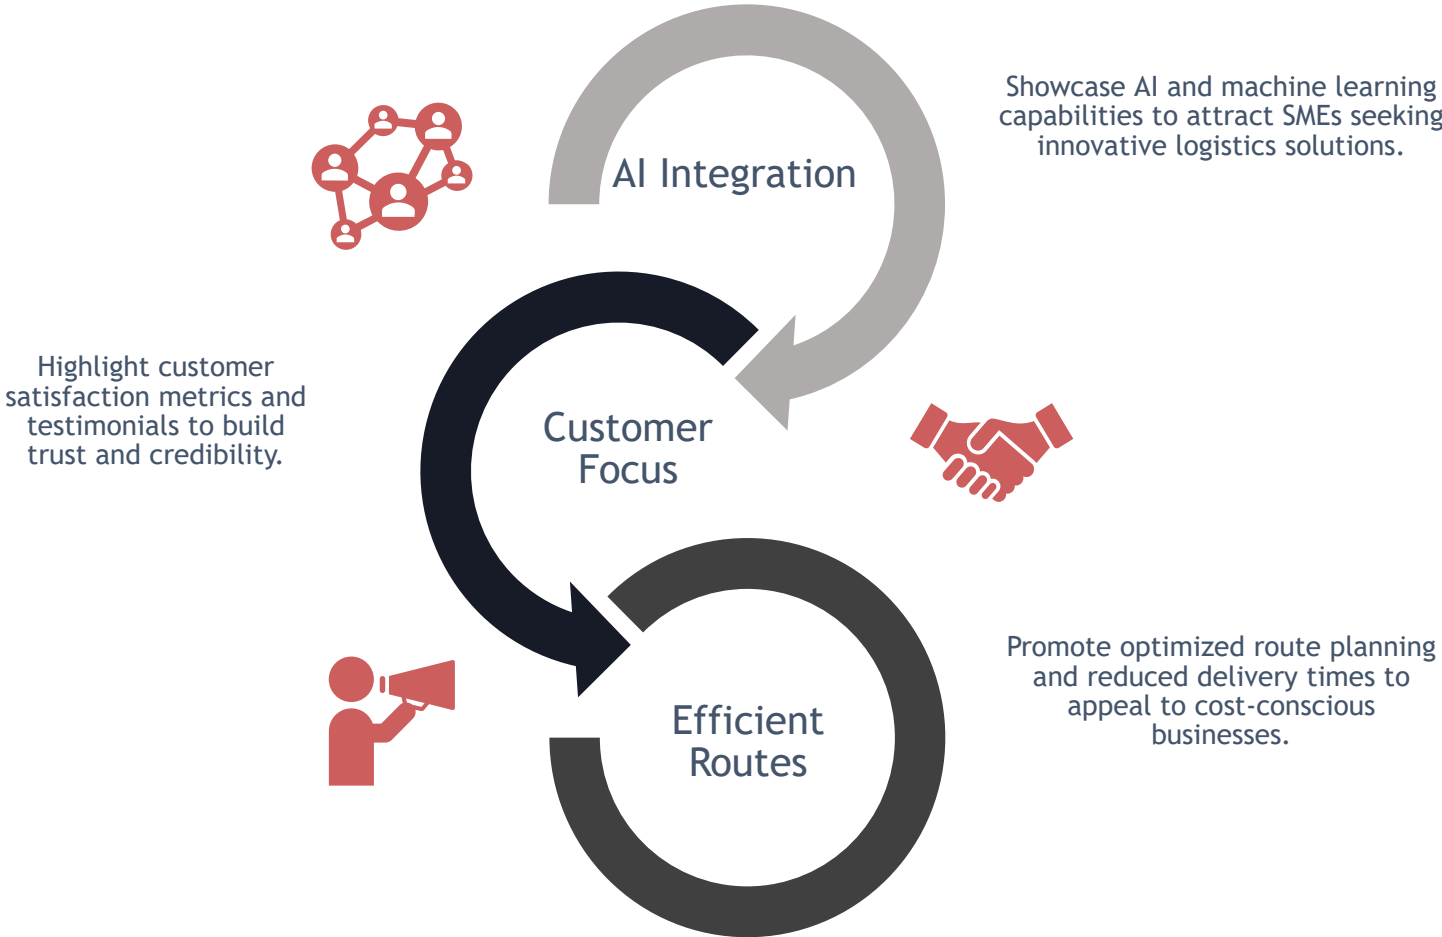 Showcase AI and machine learning
capabilities to attract SMEs seeking
innovative logistics solutions.
AI Integration
Highlight customer
satisfaction metrics and
testimonials to build
trust and credibility.
Customer
Focus
Promote optimized route planning
and reduced delivery times to
appeal to cost-conscious
businesses.
Efficient
Routes